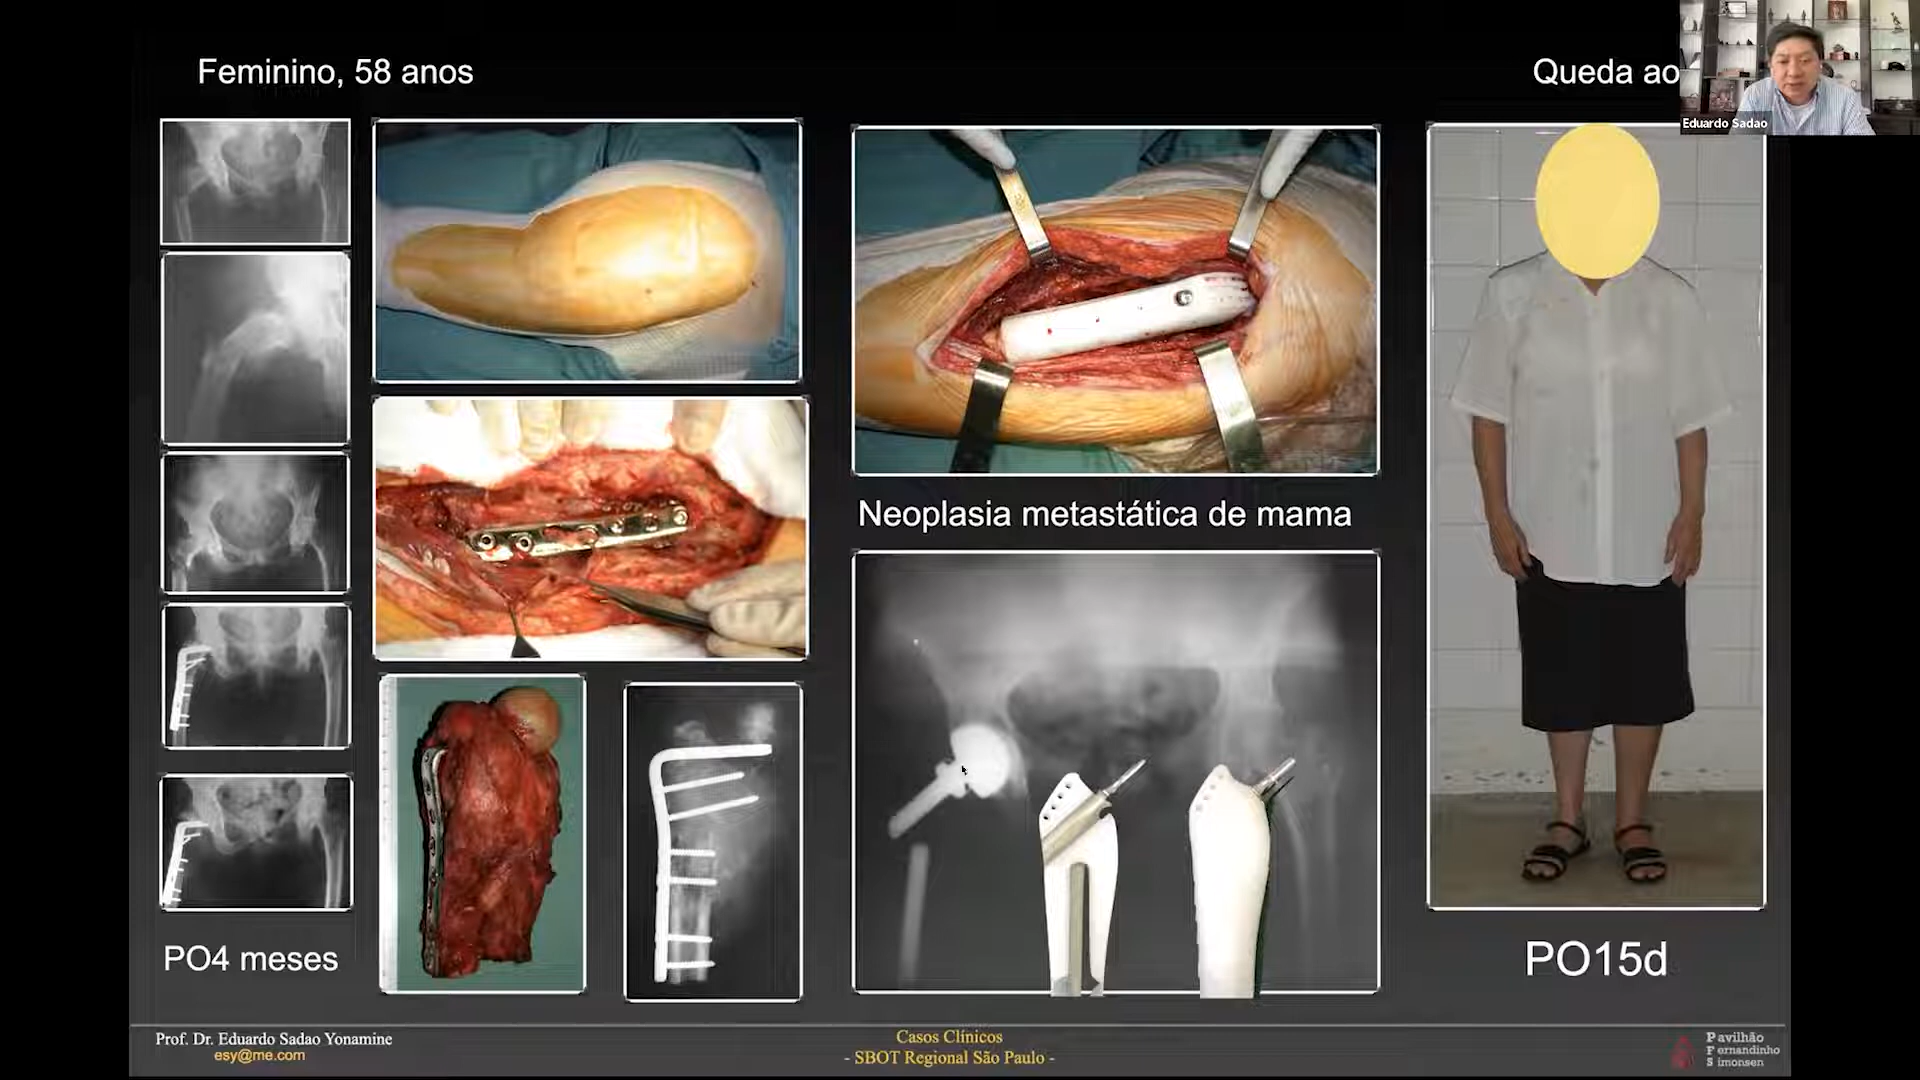 Feminino, 58 anos
Queda ao
Eduardo Sadao
Neoplasia metastática de mama
PO4 meses
PO15d
Prof. Dr. Eduardo Sadao Yonamine
esy@me.com
Casos Clínicos
- SBOT Regional São Paulo -
Pavilhão
Fernandinho
Simonsen